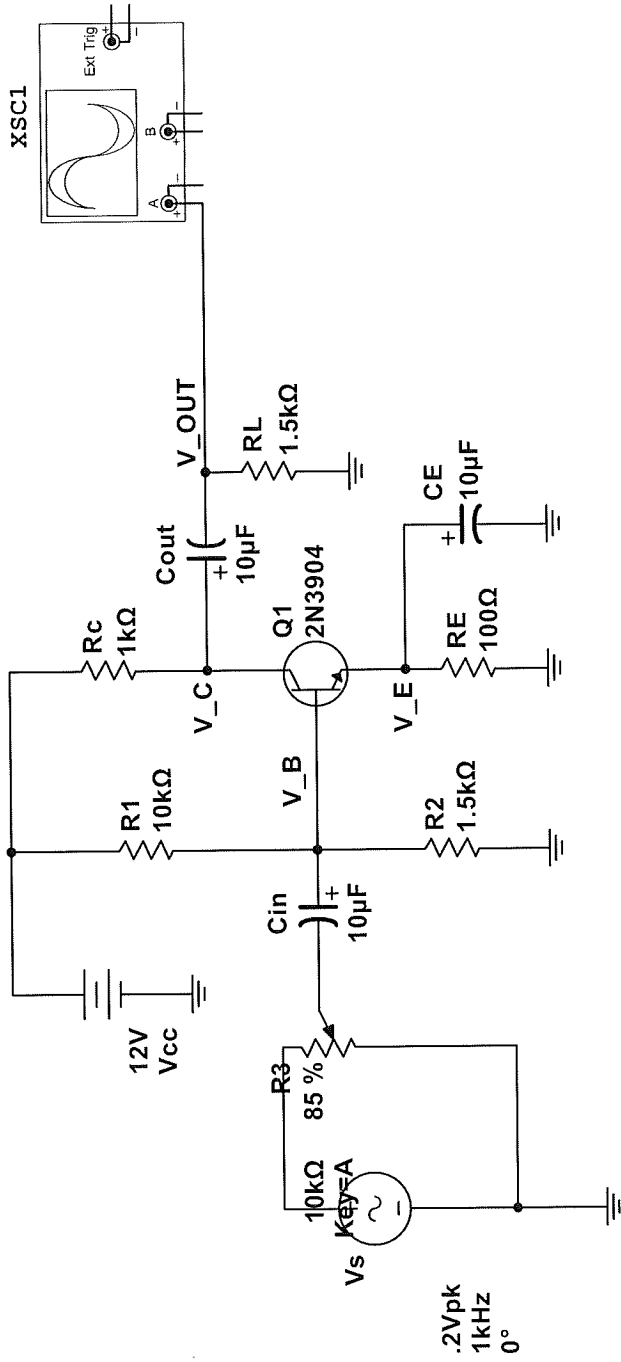 XSC1
Ext Trig
+
–
A
B
+
–
+
–
V_OUT
RL
1.5kΩ
Cout
+
10µF
CE
+
10µF
Rc
1kΩ
V_C
Q1
2N3904
V_E
RE
100Ω
R1
10kΩ
V_B
R2
1.5kΩ
Cin
+
10µF
12V
Vcc
R3
85 %
10kΩ
Key=A
Vs
.2Vpk
1kHz
0°